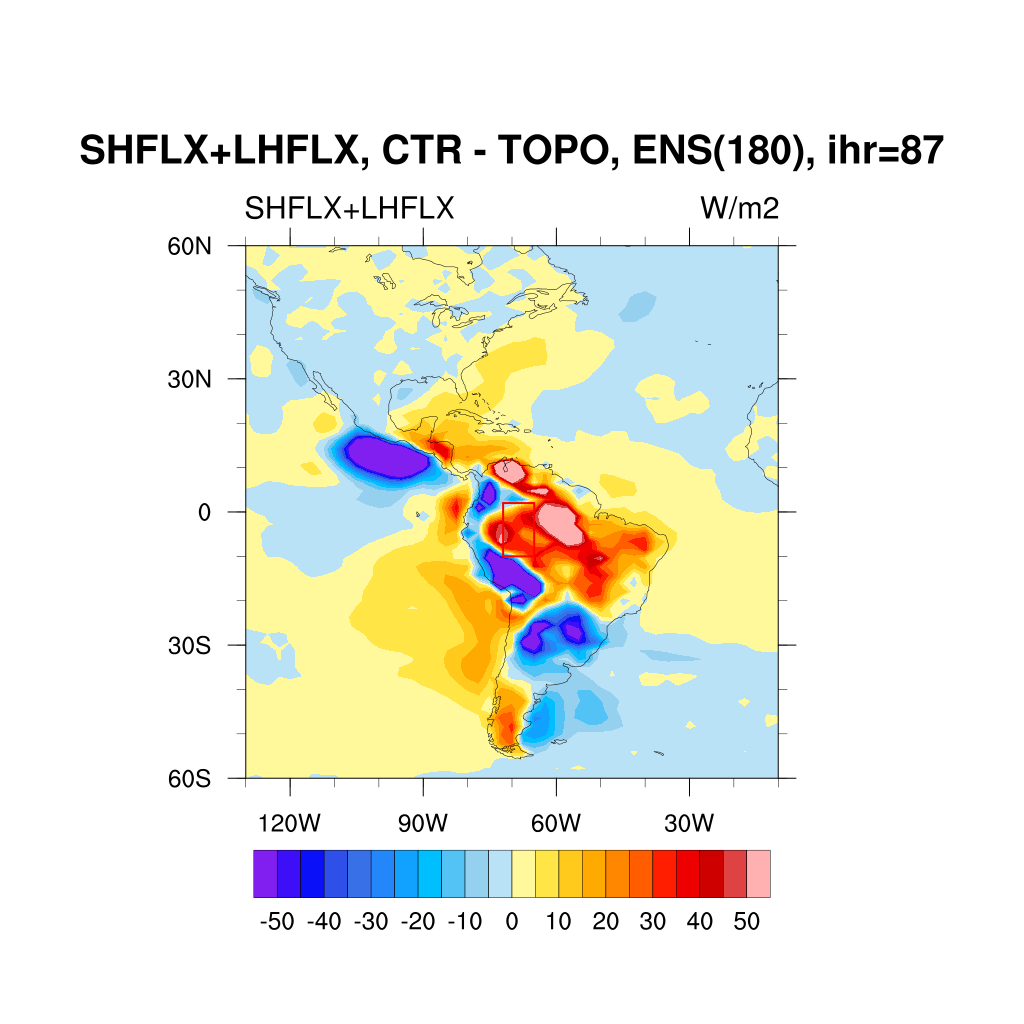 SHFLX+LHFLX, CTR - TOPO, ENS(180), ihr=87
SHFLX+LHFLX W/m2
60N
30N
0
30S
60S
120W 90W 60W 30W
-50 -40 -30 -20 -10 0 10 20 30 40 50